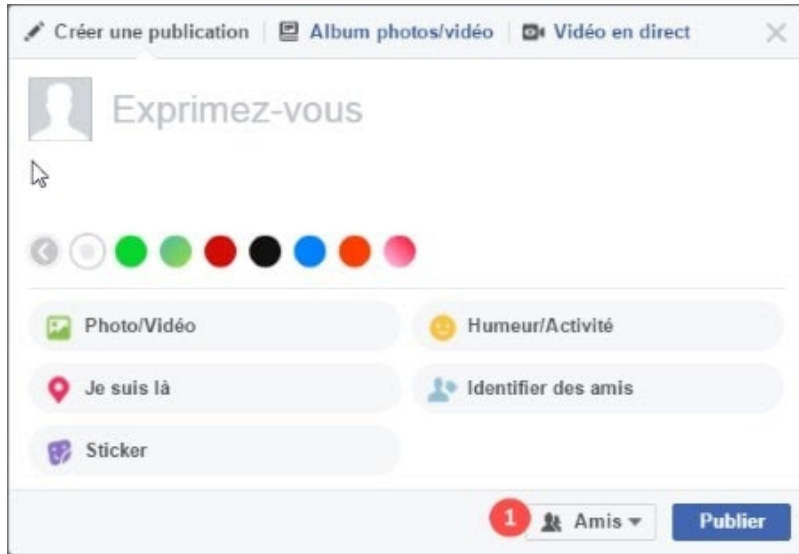 Créer une publication Album photos/vidéo Vidéo en direct
Exprimez-vous
Photo/Vidéo Humeur/Activité
Je suis là Identifier des amis
Sticker
1 Amis Publier